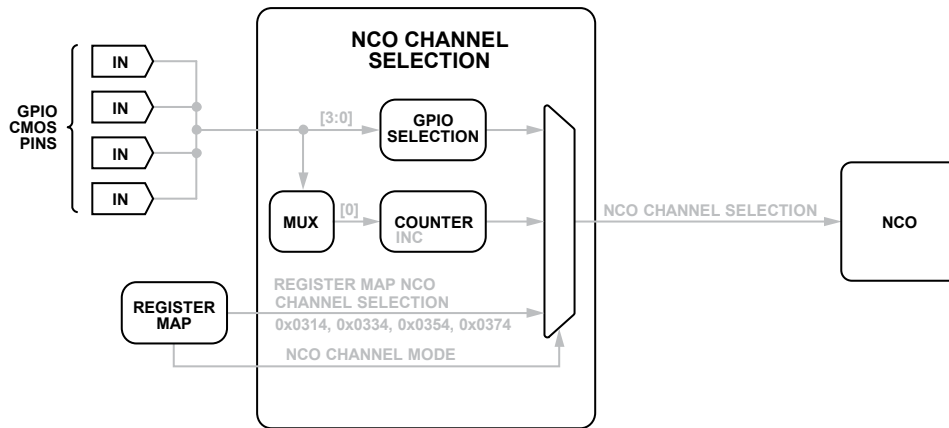 NCO CHANNEL
SELECTION
GPIO
CMOS
PINS
IN
IN
IN
IN
[3:0]
GPIO
SELECTION
MUX
[0]
COUNTER
INC
NCO CHANNEL SELECTION
NCO
REGISTER
MAP
REGISTER MAP NCO
CHANNEL SELECTION
0x0314, 0x0334, 0x0354, 0x0374
NCO CHANNEL MODE